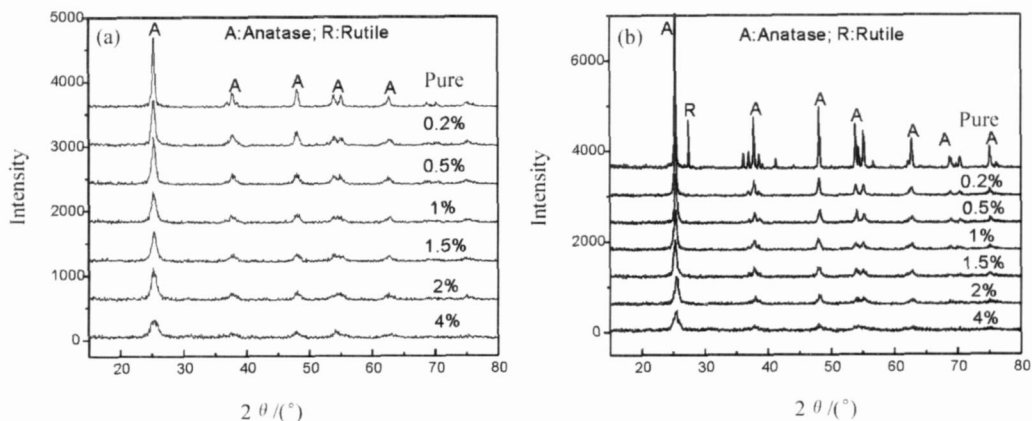 (a)
A
A:Anatase; R:Rutile
A
A
A
A
Pure
0.2%
0.5%
1%
1.5%
2%
4%
5000
4000
3000
2000
1000
0
Intensity
20 30 40 50 60 70 80
2 θ /(°)
(b)
A
A:Anatase; R:Rutile
R
A
A
A
A
A
A
Pure
0.2%
0.5%
1%
1.5%
2%
4%
6000
4000
2000
0
Intensity
20 30 40 50 60 70 80
2 θ /(°)